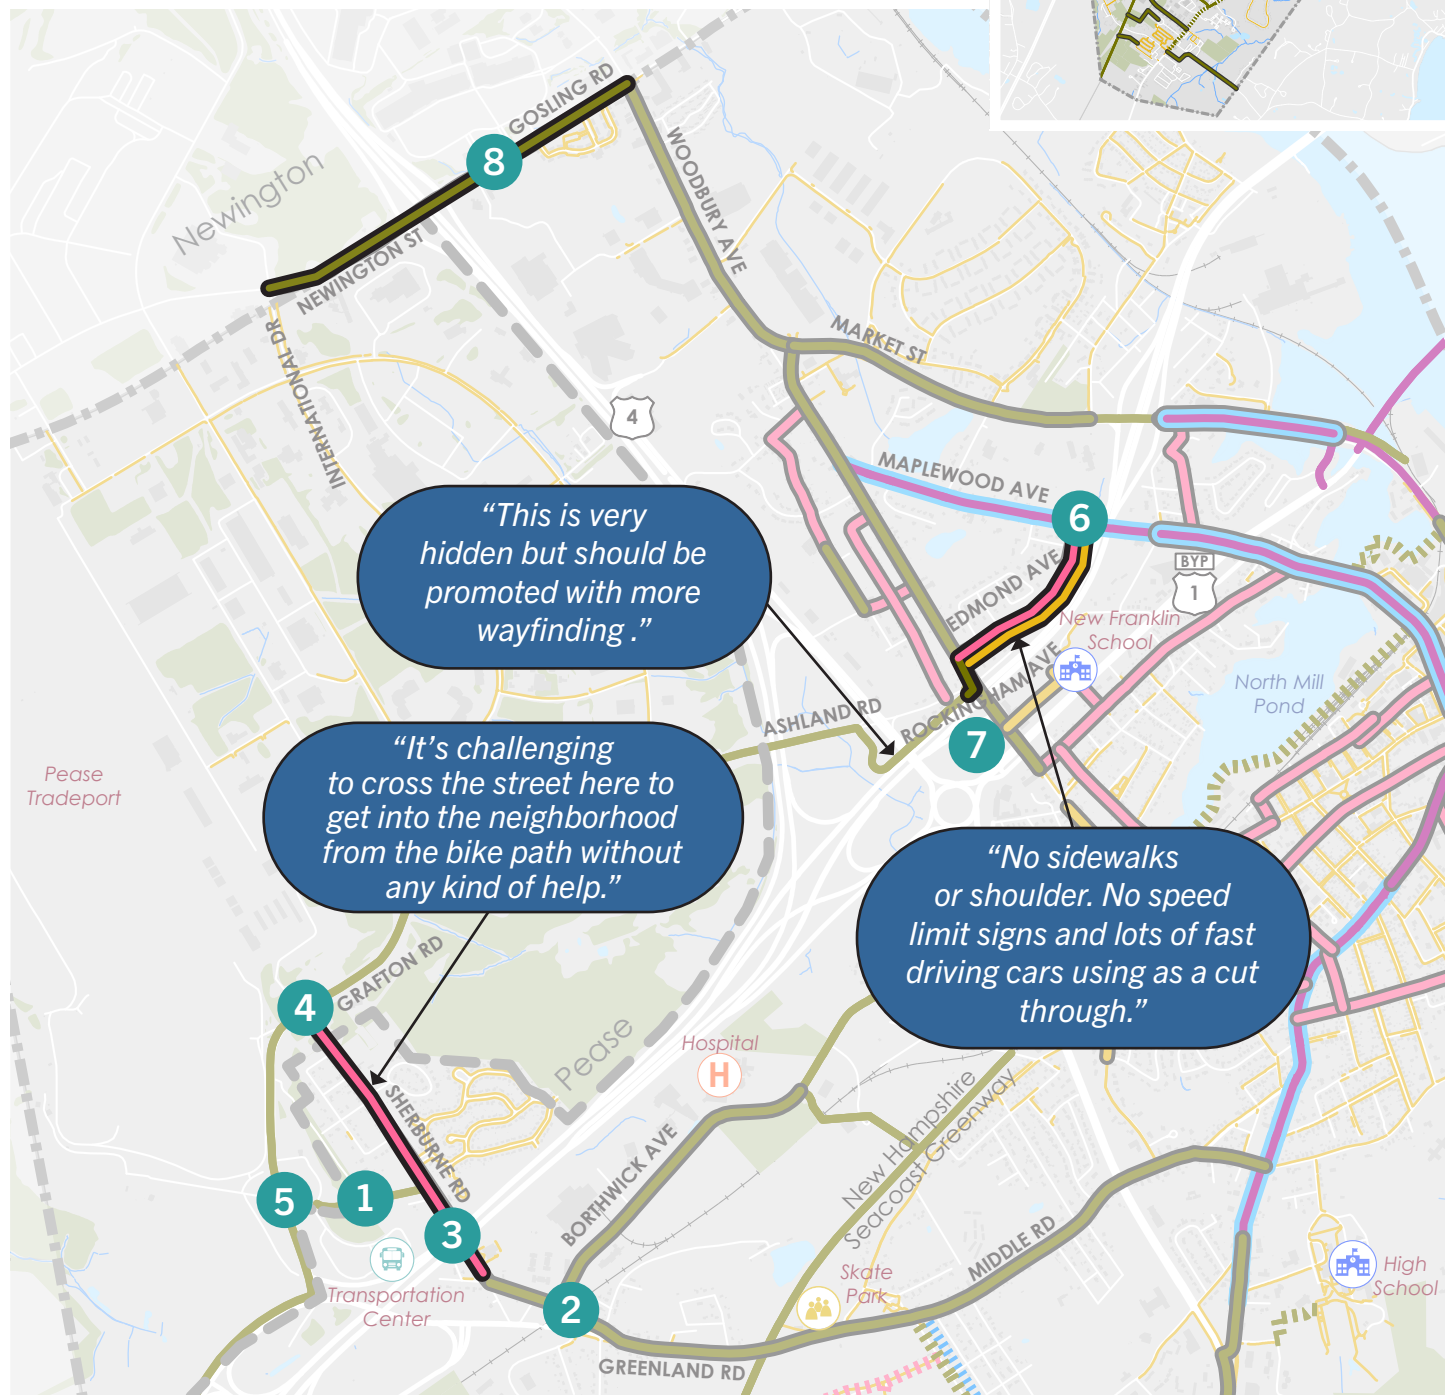 GOSLING RD
8
Newington
WOODBURY AVE
NEWINGTON ST
INTERNATIONAL DR
MARKET ST
4
MAPLEWOOD AVE
6
“This is very
hidden but should be
promoted with more
wayfinding .”
EDMOND AVE
BYP
1
New Franklin
School
ROCKINGHAM AVE
North Mill
Pond
ASHLAND RD
7
“It’s challenging
to cross the street here to
get into the neighborhood
from the bike path without
any kind of help.”
Pease
Tradeport
“No sidewalks
or shoulder. No speed
limit signs and lots of fast
driving cars using as a cut
through.”
GRAFTON RD
4
Pease
Hospital
H
SHERBURNE RD
New Hampshire
Seacoast Greenway
BORTHWICK AVE
5
1
3
MIDDLE RD
Transportation
Center
Skate
Park
High
School
2
GREENLAND RD